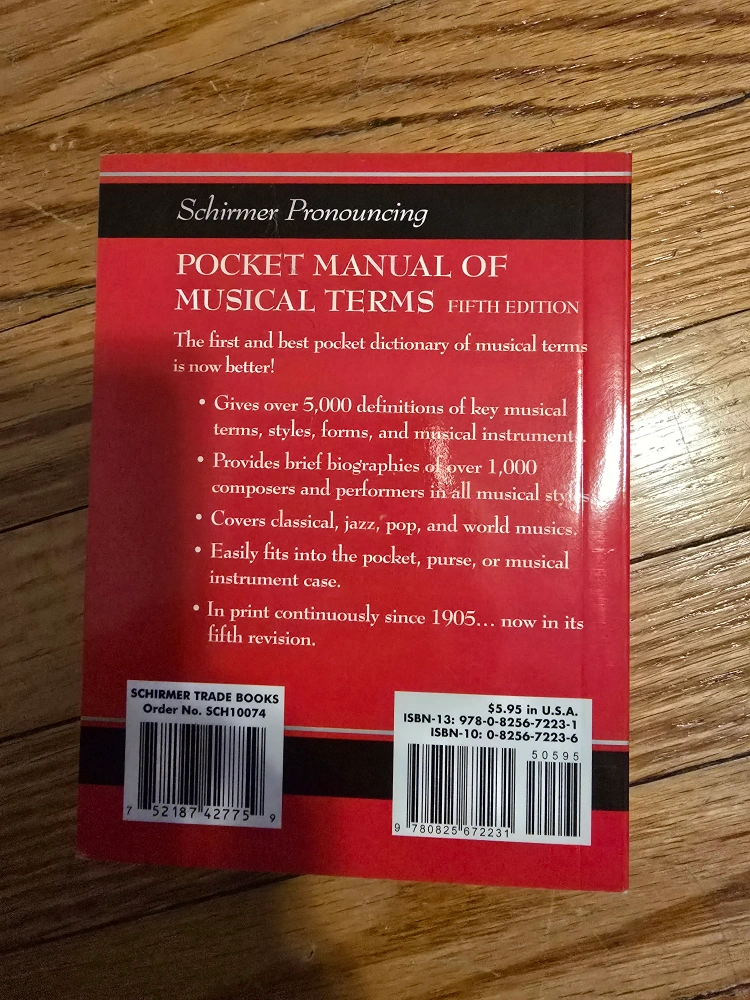 Schirmer Pronouncing
POCKET MANUAL OF
MUSICAL TERMS FIFTH EDITION
The first and best pocket dictionary of musical terms
is now better!
• Gives over 5,000 definitions of key musical
terms, styles, forms, and musical instruments.
• Provides brief biographies of over 1,000
composers and performers in all musical styles.
• Covers classical, jazz, pop, and world musics.
• Easily fits into the pocket, purse, or musical
instrument case.
• In print continuously since 1905... now in its
fifth revision.
SCHIRMER TRADE BOOKS
Order No. SCH10074
7 52187 42775 9
$5.95 in U.S.A.
ISBN-13: 978-0-8256-7223-1
ISBN-10: 0-8256-7223-6
50595
9 780825 672231